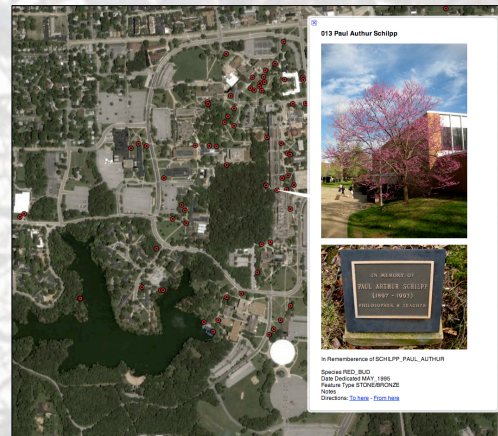 013 Paul Authur Schilpp
IN MEMORY OF
PAUL ARTHUR SCHILPP
(1897 - 1993)
PHILOSOPHER & TEACHER
In Rememberence of SCHILPP_PAUL_AUTHUR
Species RED_BUD
Date Dedicated MAY_1995
Feature Type STONE/BRONZE
Notes
Directions: To here - From here